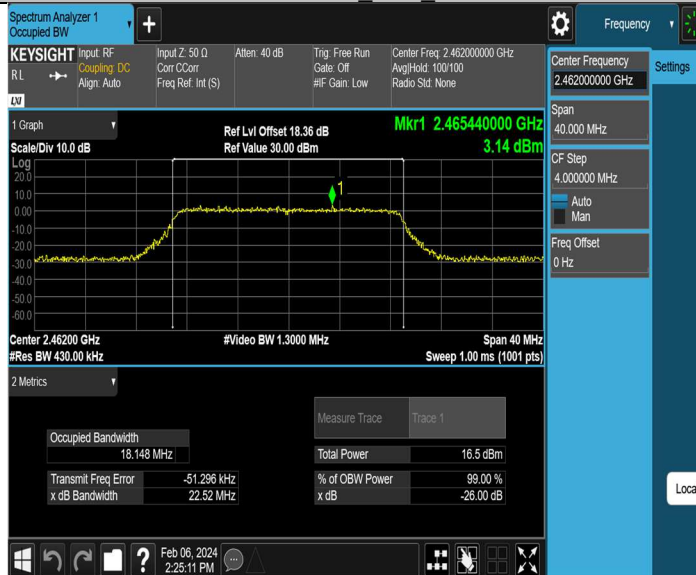 Spectrum Analyzer 1
Occupied BW
Frequency
KEYSIGHT
Input: RF
Coupling: DC
Align: Auto
Input Z: 50 Ω
Corr CCorr
Freq Ref: Int (S)
Atten: 40 dB
Trig: Free Run
Gate: Off
#IF Gain: Low
Center Freq: 2.462000000 GHz
Avg|Hold: 100/100
Radio Std: None
RL
LXI
Center Frequency
2.462000000 GHz
Settings
Span
40.000 MHz
CF Step
4.000000 MHz
Auto
Man
Freq Offset
0 Hz
1 Graph
Ref Lvl Offset 18.36 dB
Mkr1 2.465440000 GHz
Scale/Div 10.0 dB
Ref Value 30.00 dBm
3.14 dBm
Log
20.0
10.0
0.00
-10.0
-20.0
-30.0
-40.0
-50.0
-60.0
1
Center 2.46200 GHz
#Video BW 1.3000 MHz
Span 40 MHz
#Res BW 430.00 kHz
Sweep 1.00 ms (1001 pts)
2 Metrics
Measure Trace
Trace 1
Occupied Bandwidth
18.148 MHz
Total Power
16.5 dBm
Transmit Freq Error
-51.296 kHz
% of OBW Power
99.00 %
x dB Bandwidth
22.52 MHz
x dB
-26.00 dB
Loca
?
Feb 06, 2024
2:25:11 PM